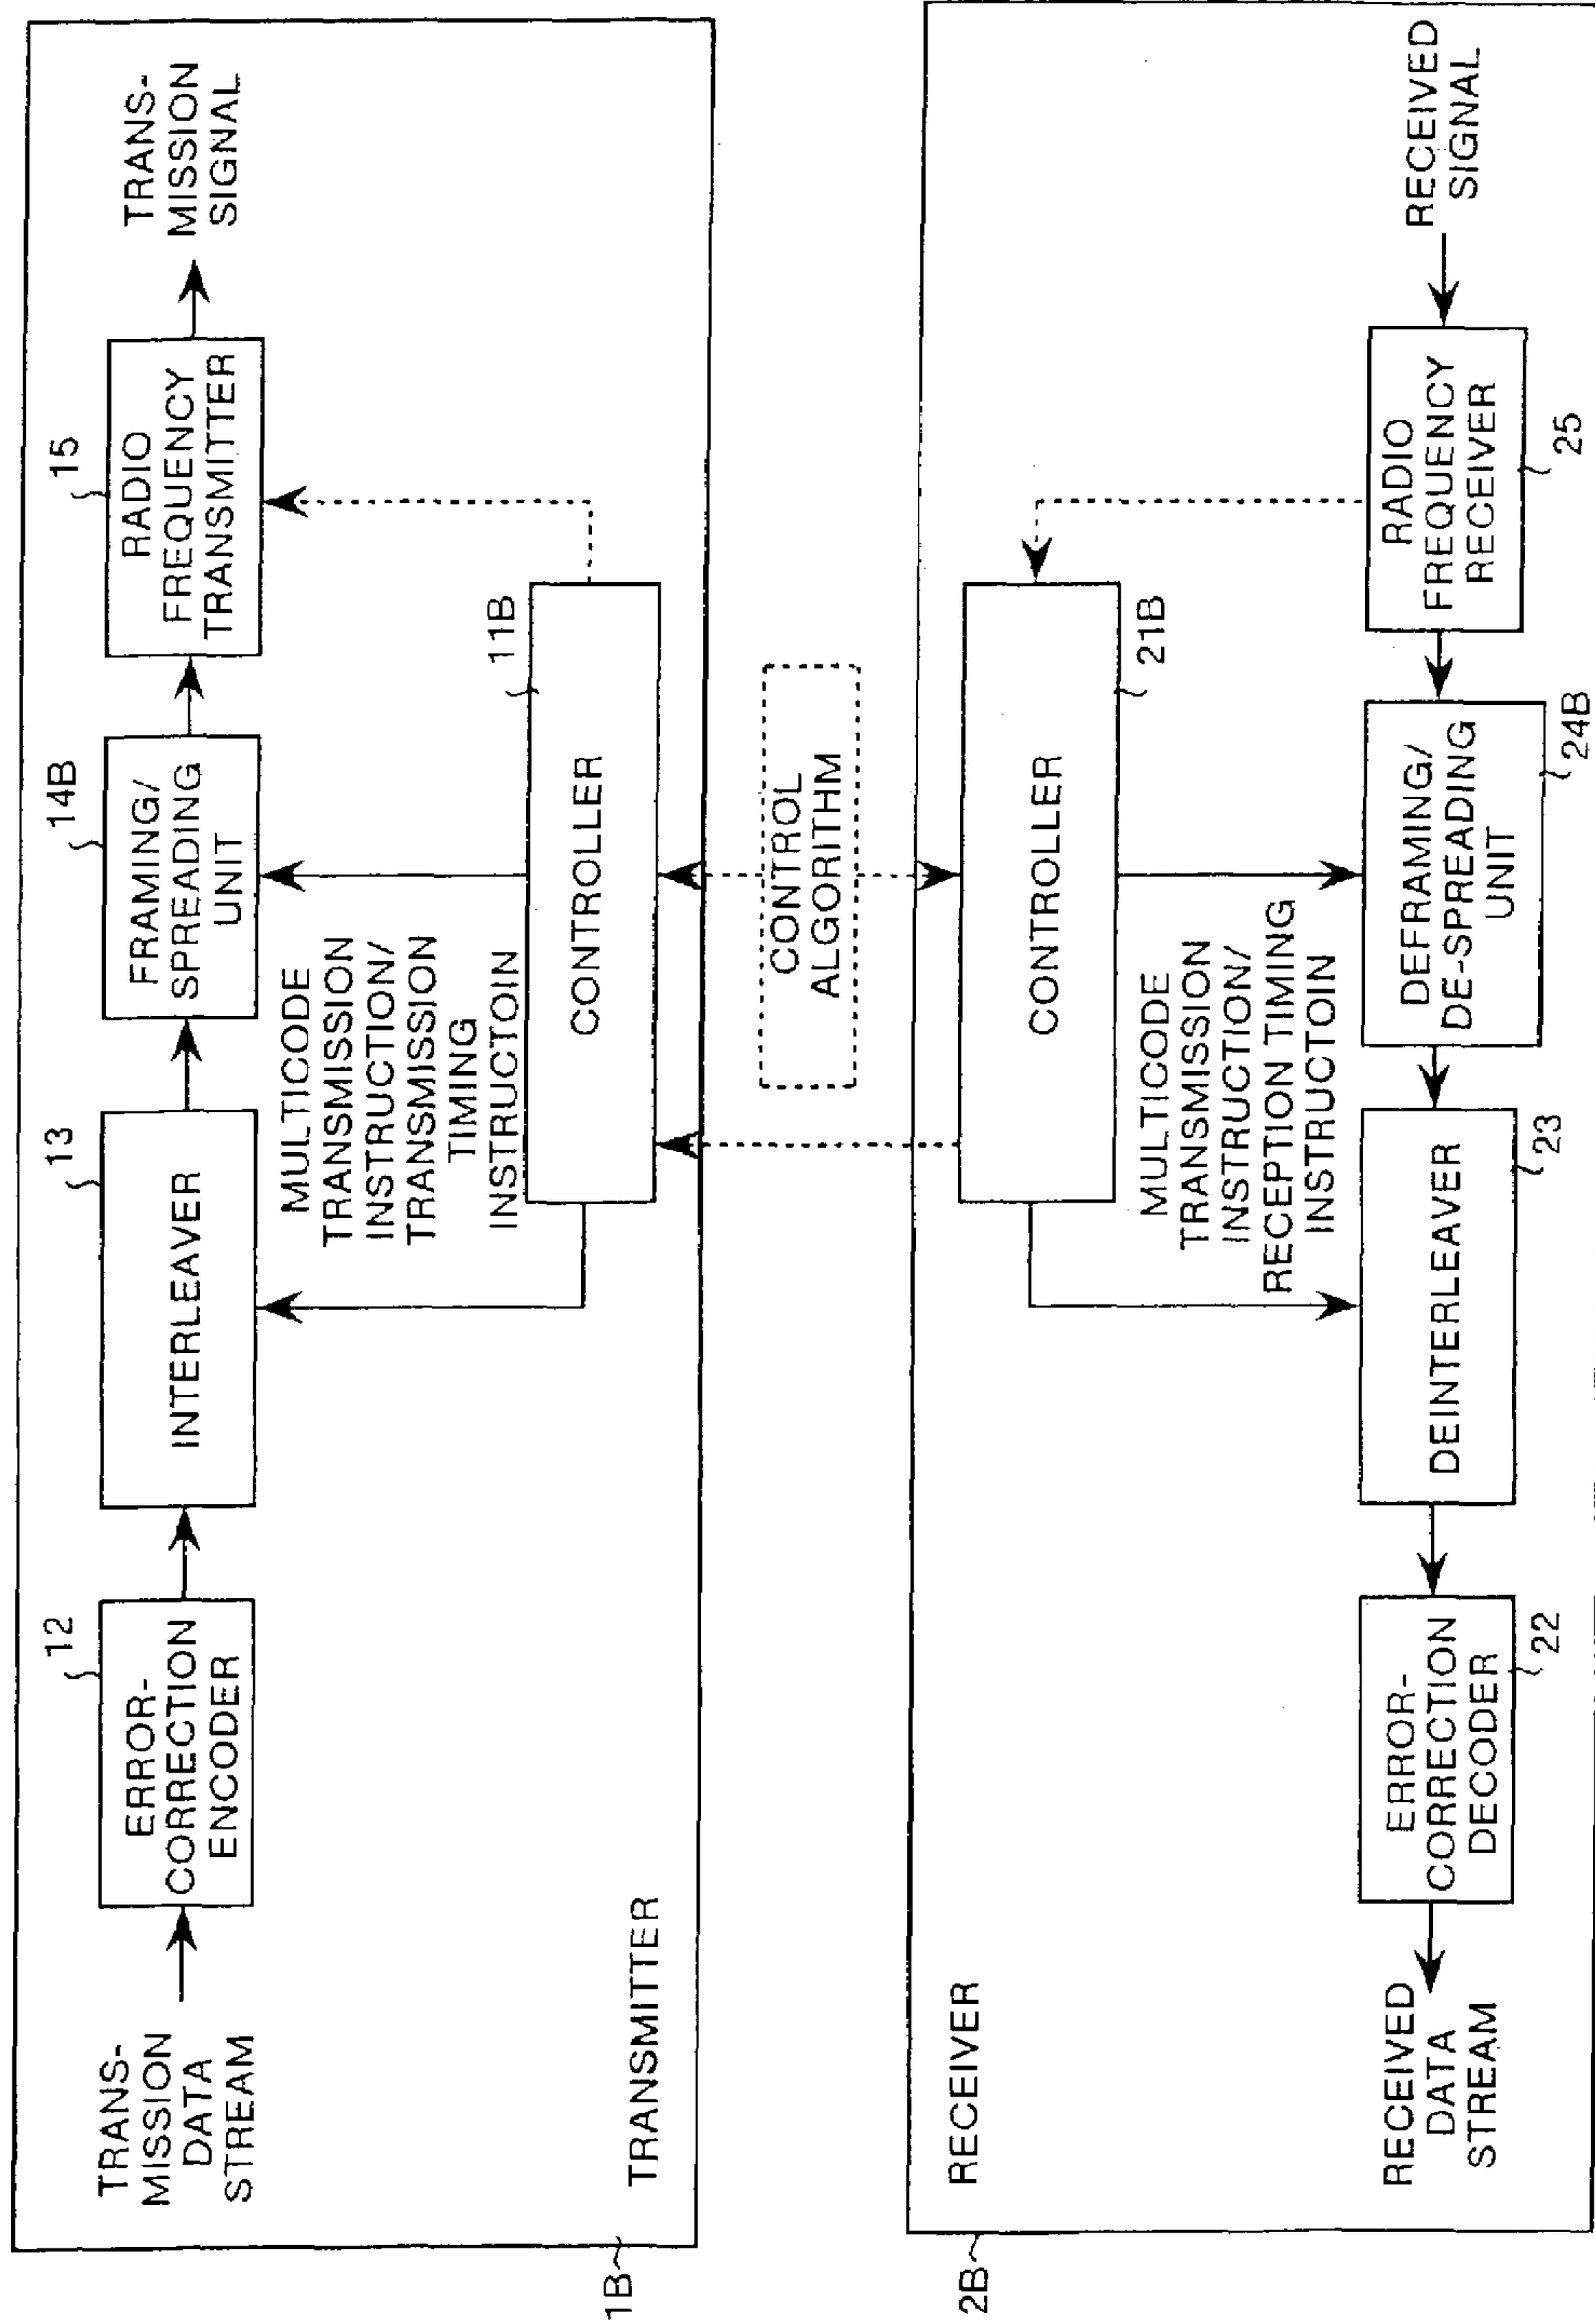 TRANS-
MISSION
DATA
STREAM
12
ERROR-
CORRECTION
ENCODER
13
INTERLEAVER
14B
FRAMING/
SPREADING
UNIT
15
RADIO
FREQUENCY
TRANSMITTER
TRANS-
MISSION
SIGNAL
MULTICODE
TRANSMISSION
INSTRUCTION/
TRANSMISSION
TIMING
INSTRUCTOIN
11B
CONTROLLER
TRANSMITTER
1B
CONTROL
ALGORITHM
2B
RECEIVER
CONTROLLER
21B
MULTICODE
TRANSMISSION
INSTRUCTION/
RECEPTION TIMING
INSTRUCTOIN
RECEIVED
DATA
STREAM
ERROR-
CORRECTION
DECODER
22
DEINTERLEAVER
23
DEFRAMING/
DE-SPREADING
UNIT
24B
RADIO
FREQUENCY
RECEIVER
25
RECEIVED
SIGNAL